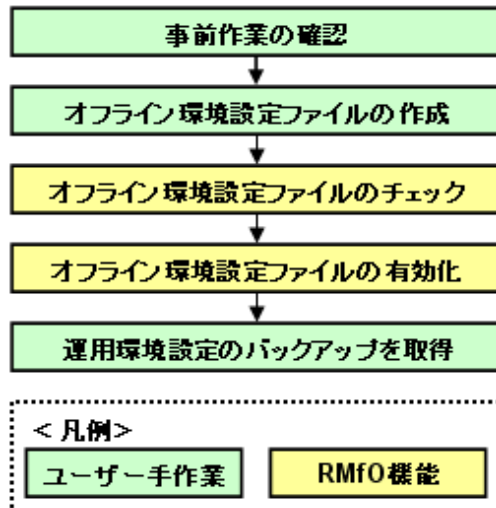 事前作業の確認
オフライン環境設定ファイルの作成
オフライン環境設定ファイルのチェック
オフライン環境設定ファイルの有効化
運用環境設定のバックアップを取得
<凡例>
ユーザー手作業
RMfO機能